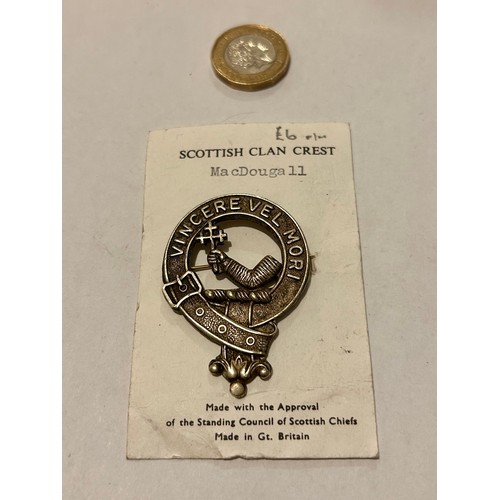 £6
SCOTTISH CLAN CREST
MacDougall
VINCERE VEL MORI
Made with the Approval
of the Standing Council of Scottish Chiefs
Made in Gt. Britain